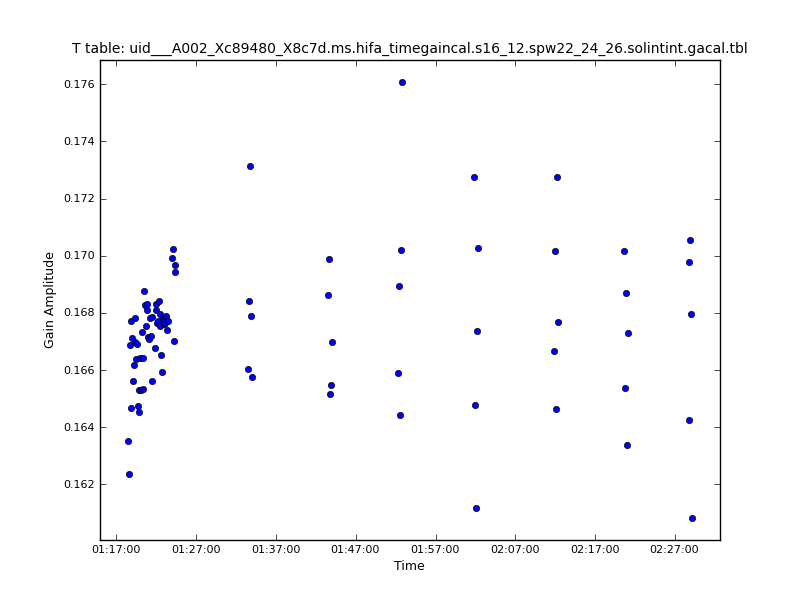 T table: uid___A002_Xc89480_X8c7d.ms.hifa_timegaincal.s16_12.spw22_24_26.solintint.gacal.tbl
0.176
0.174
0.172
0.170
0.168
0.166
0.164
0.162
Gain Amplitude
01:17:00 01:27:00 01:37:00 01:47:00 01:57:00 02:07:00 02:17:00 02:27:00
Time